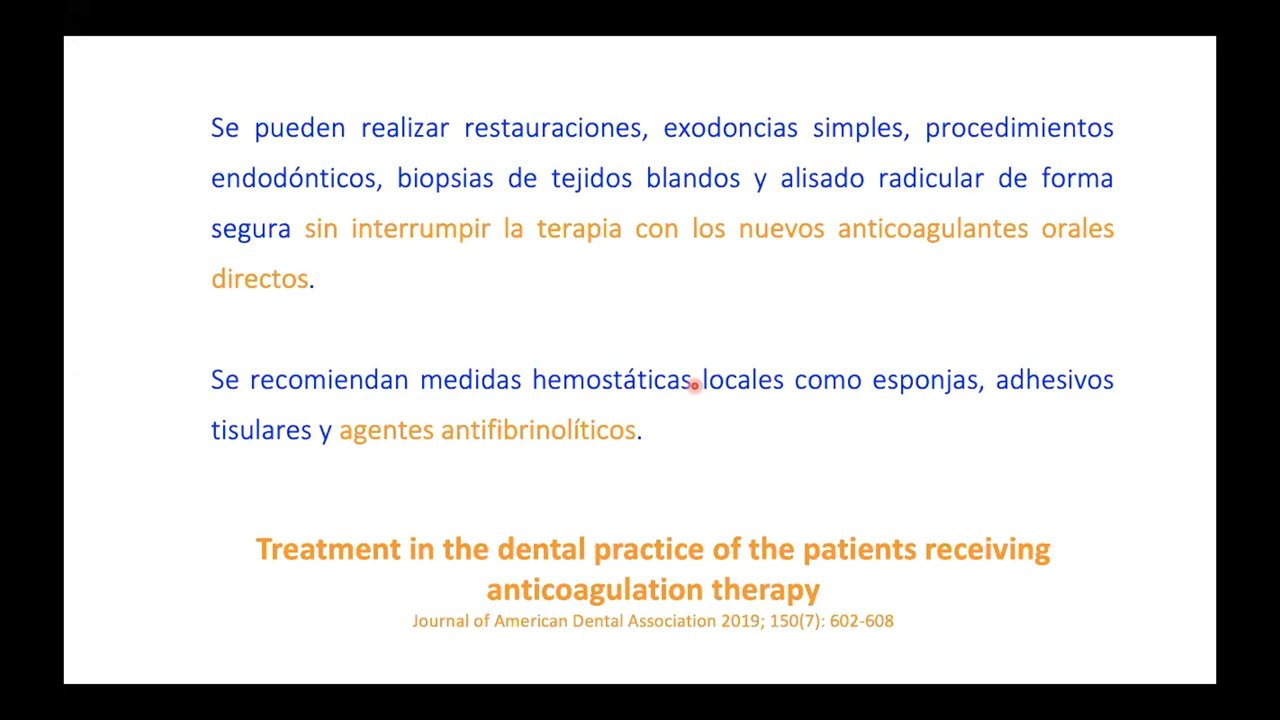 Se pueden realizar restauraciones, exodoncias simples, procedimientos
endodónticos, biopsias de tejidos blandos y alisado radicular de forma
segura sin interrumpir la terapia con los nuevos anticoagulantes orales
directos.
Se recomiendan medidas hemostáticas locales como esponjas, adhesivos
tisulares y agentes antifibrinolíticos.
Treatment in the dental practice of the patients receiving
anticoagulation therapy
Journal of American Dental Association 2019; 150(7): 602-608